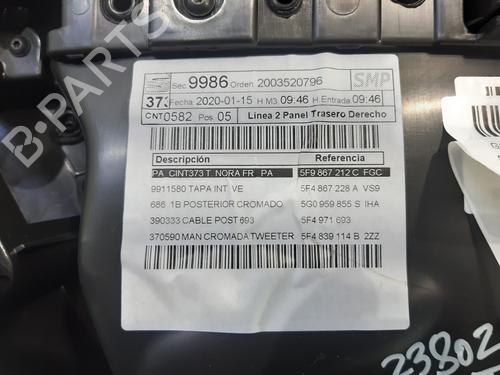 Sec. 9986 Orden: 2003520796 SMP
373 Fecha: 2020-01-15 H M3: 09:46 H.Entrada: 09:46
CNT 0582 Pos. 05 Linea 2 Panel Trasero Derecho
Descripción Referencia
PA CINT373 T. NORA FR PA 5F9 867 212 C FGC
9911580 TAPA INT VE 5F4 867 228 A VS9
686 1B POSTERIOR CROMADO 5G0 959 855 S IHA
390333 CABLE POST 693 5F4 971 693
370590 MAN CROMADA TWEETER 5F4 839 114 B 2ZZ
23802
B-PARTS